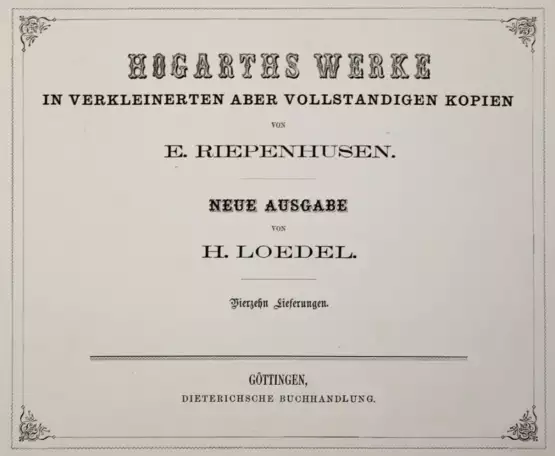 HOGARTHS WERKE
IN VERKLEINERTEN ABER VOLLSTANDIGEN KOPIEN
VON
E. RIEPENHUSEN.
NEUE AUSGABE
VON
H. LOEDEL.
Vierzehn Lieferungen.
GÖTTINGEN,
DIETERICHSCHE BUCHHANDLUNG.